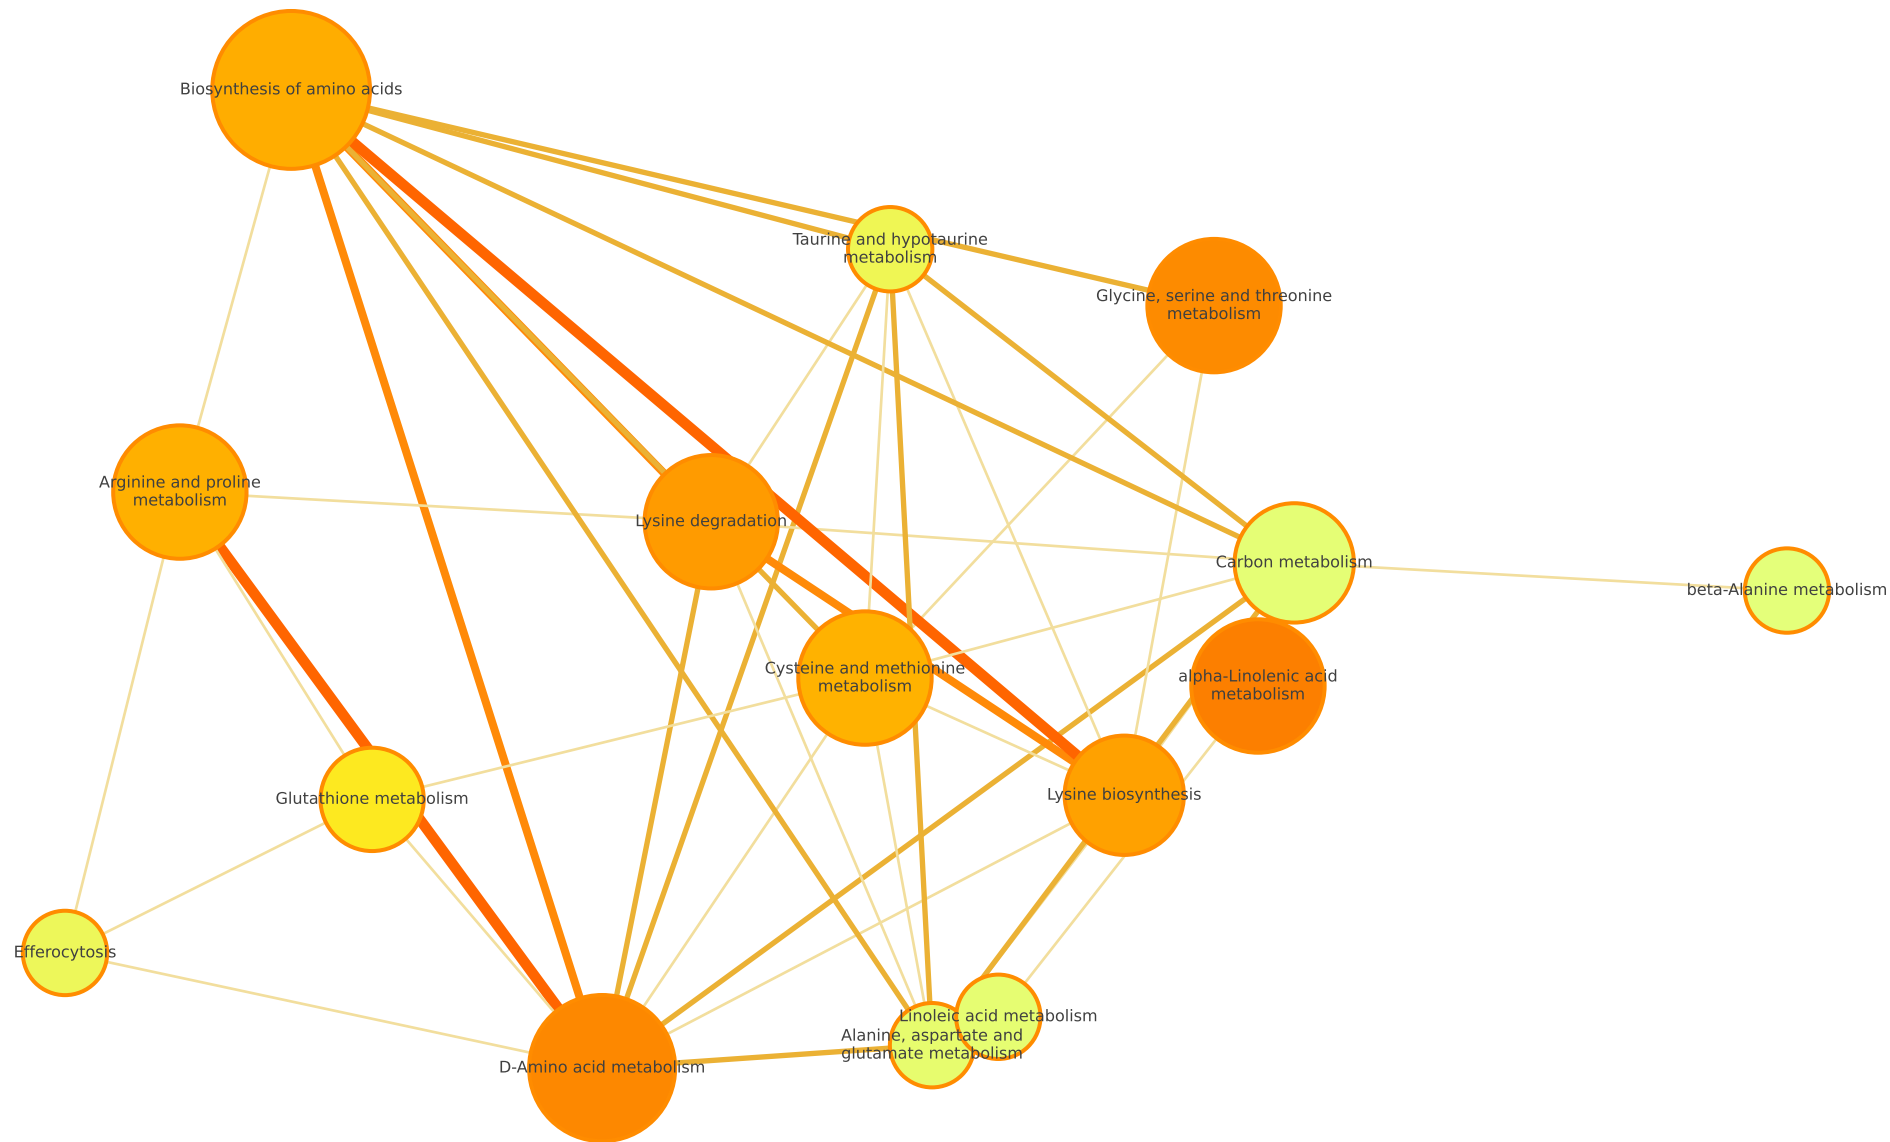 Biosynthesis of amino acids
Taurine and hypotaurine
metabolism
Glycine, serine and threonine
metabolism
Arginine and proline
metabolism
Lysine degradation
Carbon metabolism
beta-Alanine metabolism
Cysteine and methionine
metabolism
alpha-Linolenic acid
metabolism
Glutathione metabolism
Lysine biosynthesis
Efferocytosis
Linoleic acid metabolism
Alanine, aspartate and
glutamate metabolism
D-Amino acid metabolism